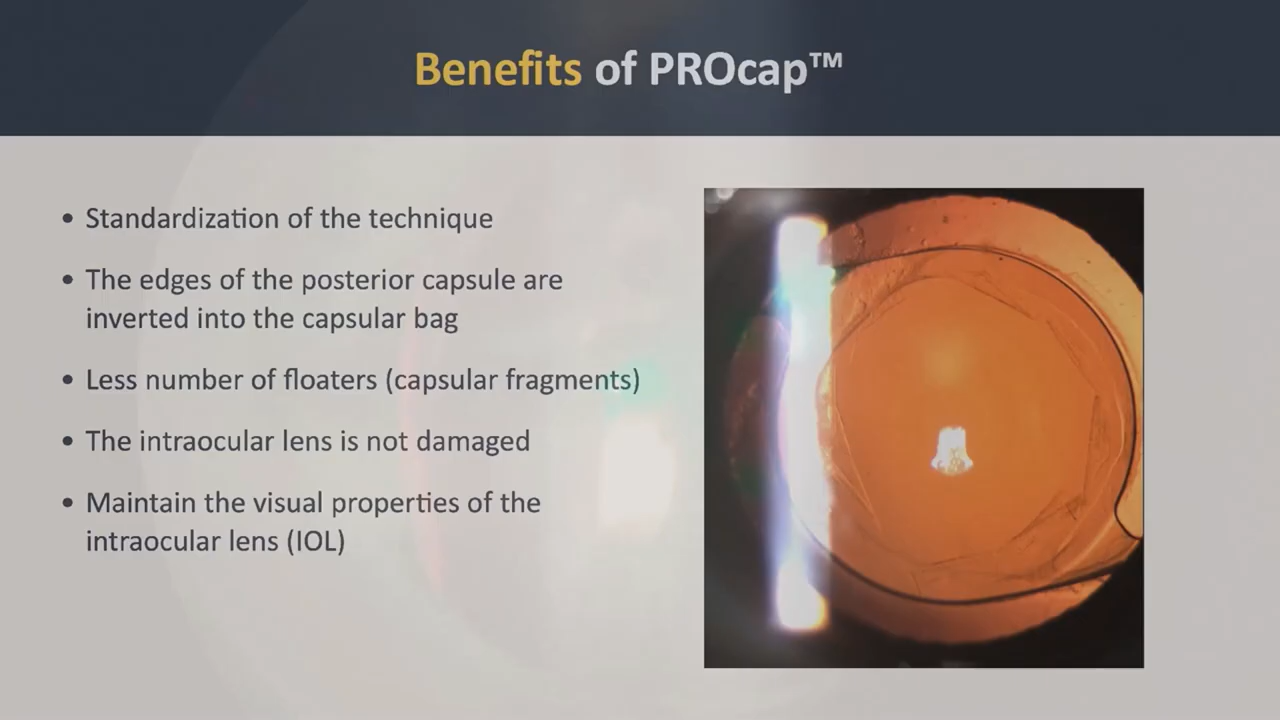 Benefits of PROcap™
• Standardization of the technique
• The edges of the posterior capsule are
inverted into the capsular bag
• Less number of floaters (capsular fragments)
• The intraocular lens is not damaged
• Maintain the visual properties of the
intraocular lens (IOL)